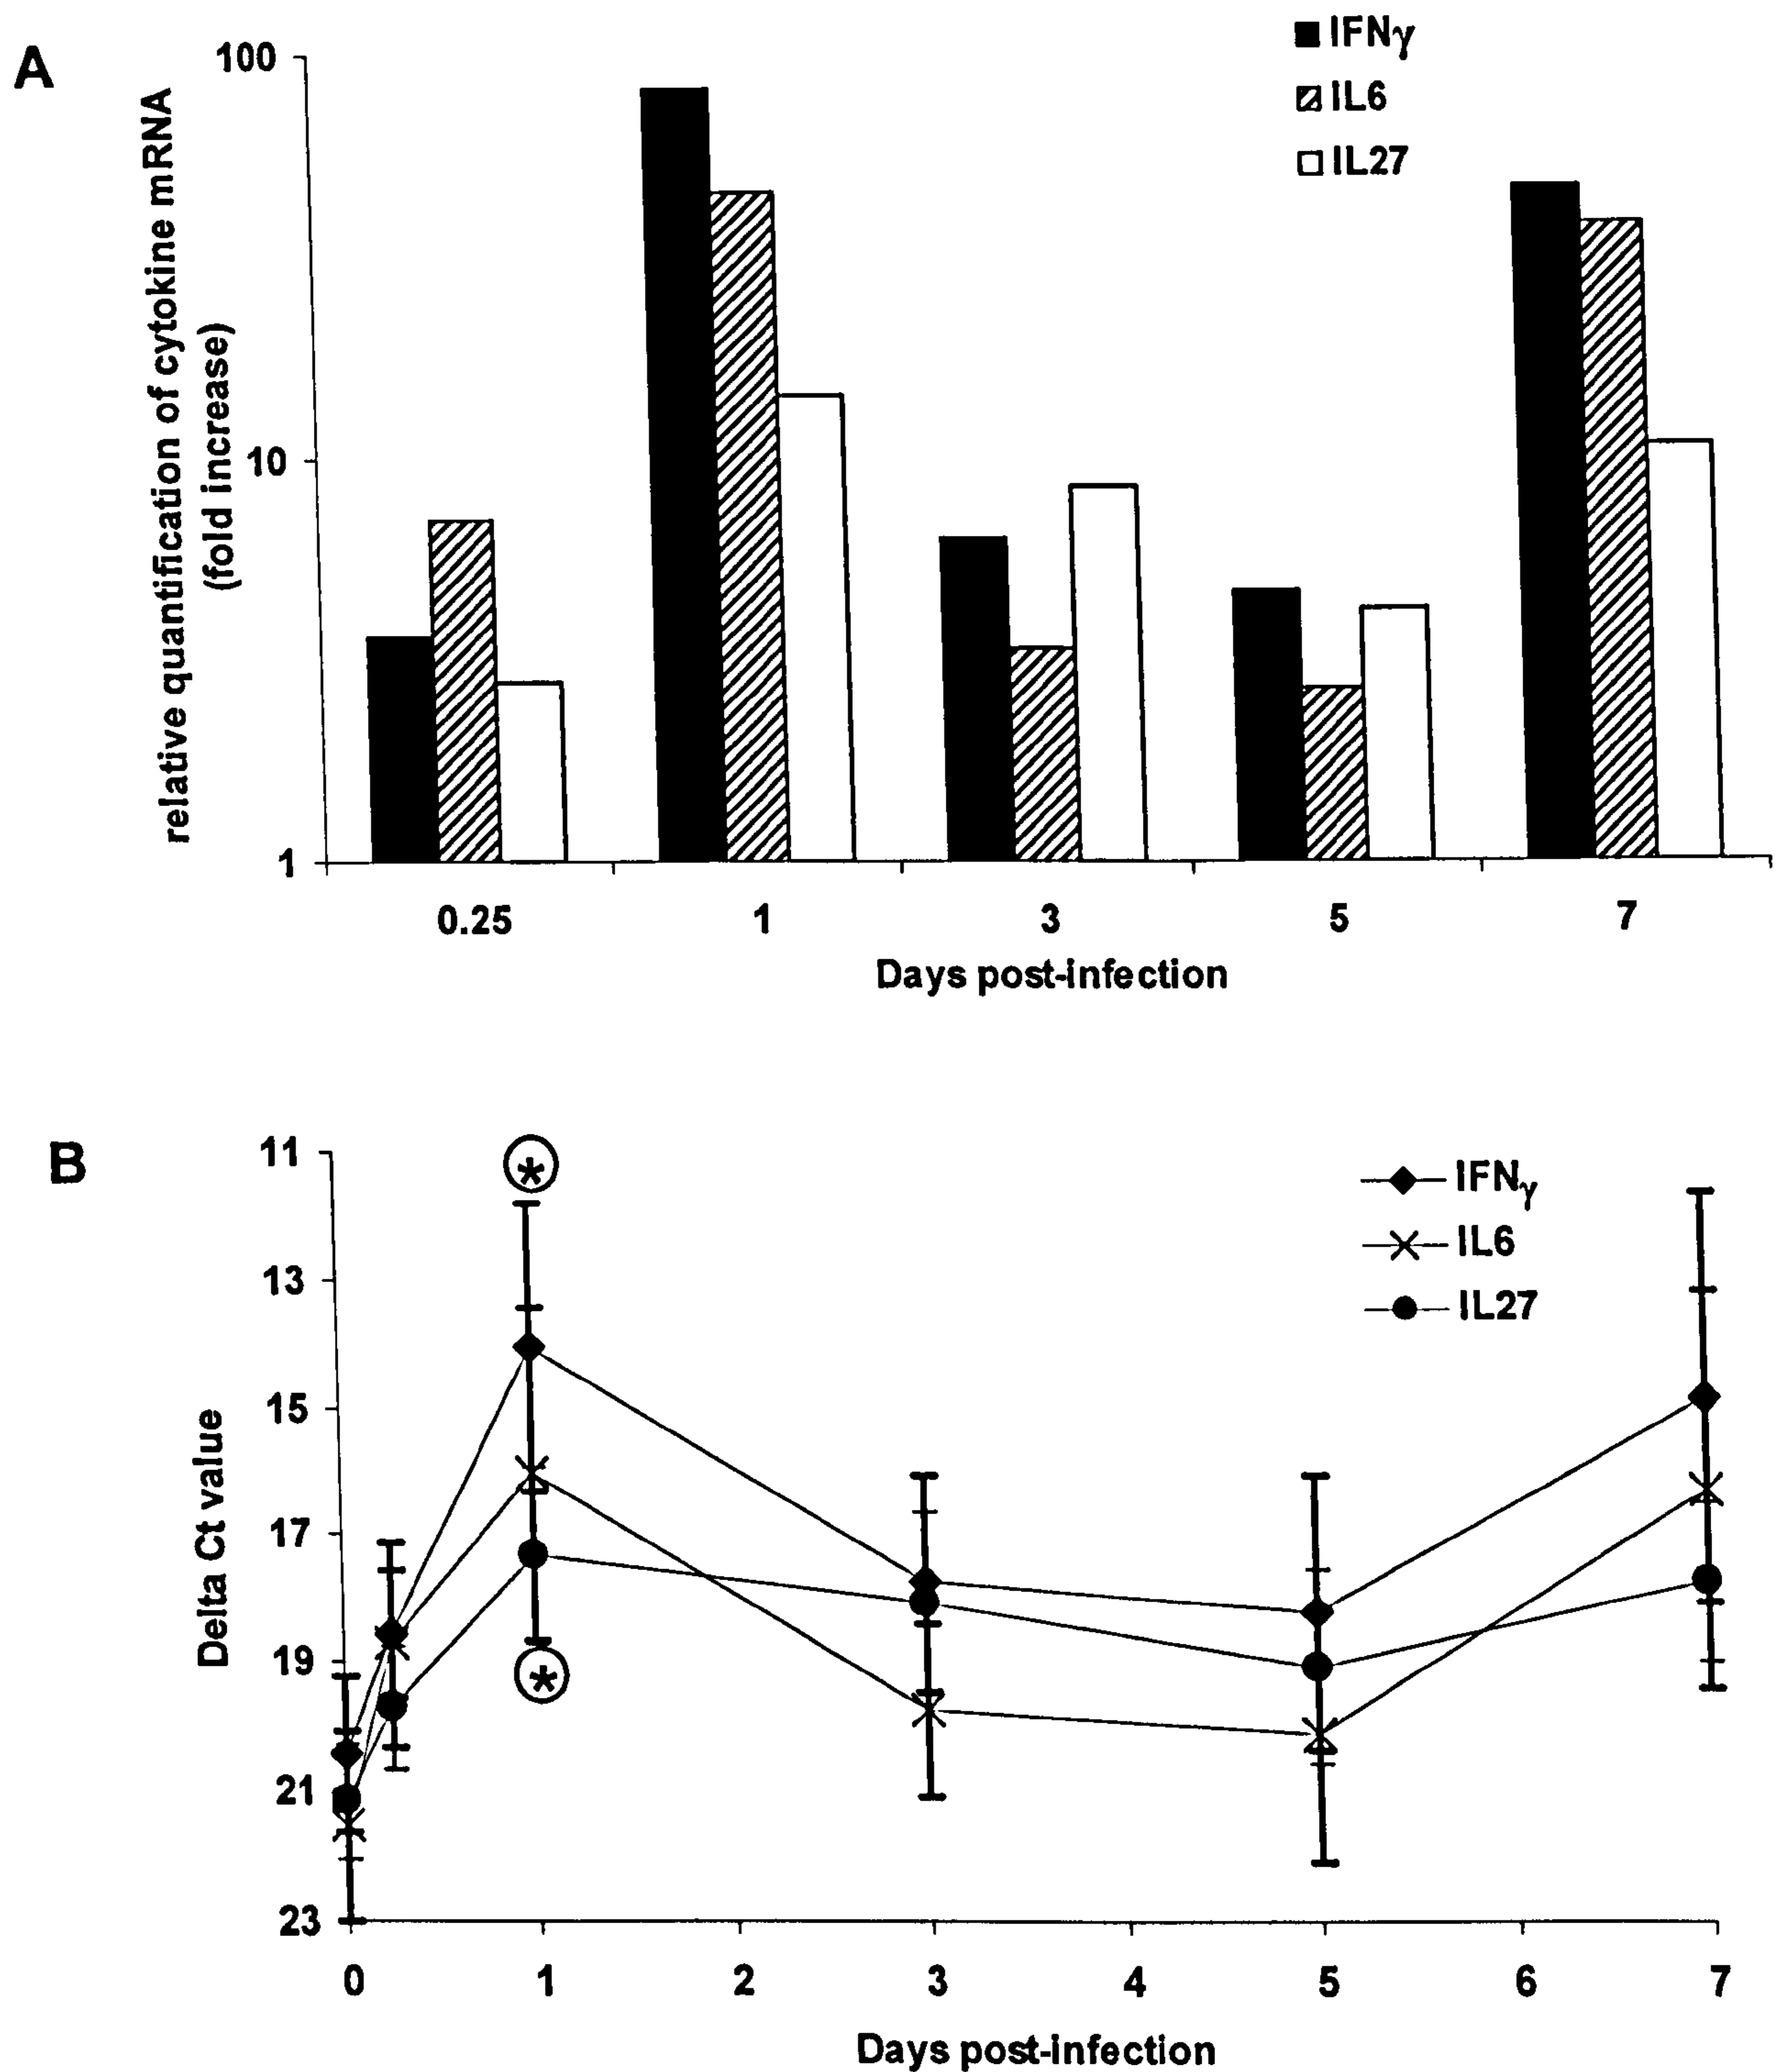 A
IFNγ
IL6
IL27
relative quantification of cytokine mRNA
(fold increase)
100
10
1
0.25 1 3 5 7
Days post-infection
B
IFNγ
IL6
IL27
Delta Ct value
11
13
15
17
19
21
23
*
*
0 1 2 3 4 5 6 7
Days post-infection